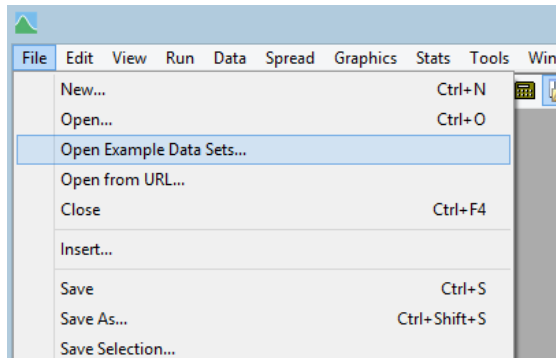 File Edit View Run Data Spread Graphics Stats Tools Win
New... Ctrl+N
Open... Ctrl+O
Open Example Data Sets...
Open from URL...
Close Ctrl+F4
Insert...
Save Ctrl+S
Save As... Ctrl+Shift+S
Save Selection...